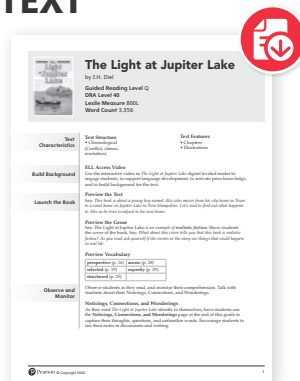 TEXT
The Light at Jupiter Lake
by J.H. Diel
Guided Reading Level Q
DRA Level 40
Lexile Measure 800L
Word Count 3,356
The Light
at Jupiter
Lake
Text
Characteristics
Text Structure
• Chronological
(Conflict, climax,
resolution)
Text Features
• Chapters
• Illustrations
Build Background
ELL Access Video
Use the interactive video in The Light at Jupiter Lake digital leveled reader to
engage students, to support language development, to activate prior knowledge,
and to build background for the text.
Launch the Book
Preview the Text
Say: This book is about a young boy named Alex who moves from his city home in Texas
to a rural town on Jupiter Lake in New Hampshire. Let's read to find out what happens
to Alex as he tries to adjust to his new home.
Preview the Genre
Say: The Light at Jupiter Lake is an example of realistic fiction. Show students
the cover of the book. Say: What about this cover tells you that this book is realistic
fiction? As you read, ask yourself if the events in the story are things that could happen
in real life.
Preview Vocabulary
perspective (p. 16) assess (p. 28)
selected (p. 19) expertly (p. 29)
structured (p. 25)
Observe and
Monitor
Observe students as they read, and monitor their comprehension. Talk with
students about their Noticings, Connections, and Wonderings.
Noticings, Connections, and Wonderings
As they read The Light at Jupiter Lake silently to themselves, have students use
the Noticings, Connections, and Wonderings page at the end of this guide to
capture their thoughts, questions, and unfamiliar words. Encourage students to
use their notes in discussions and writing.
Pearson © Copyright 2020
1